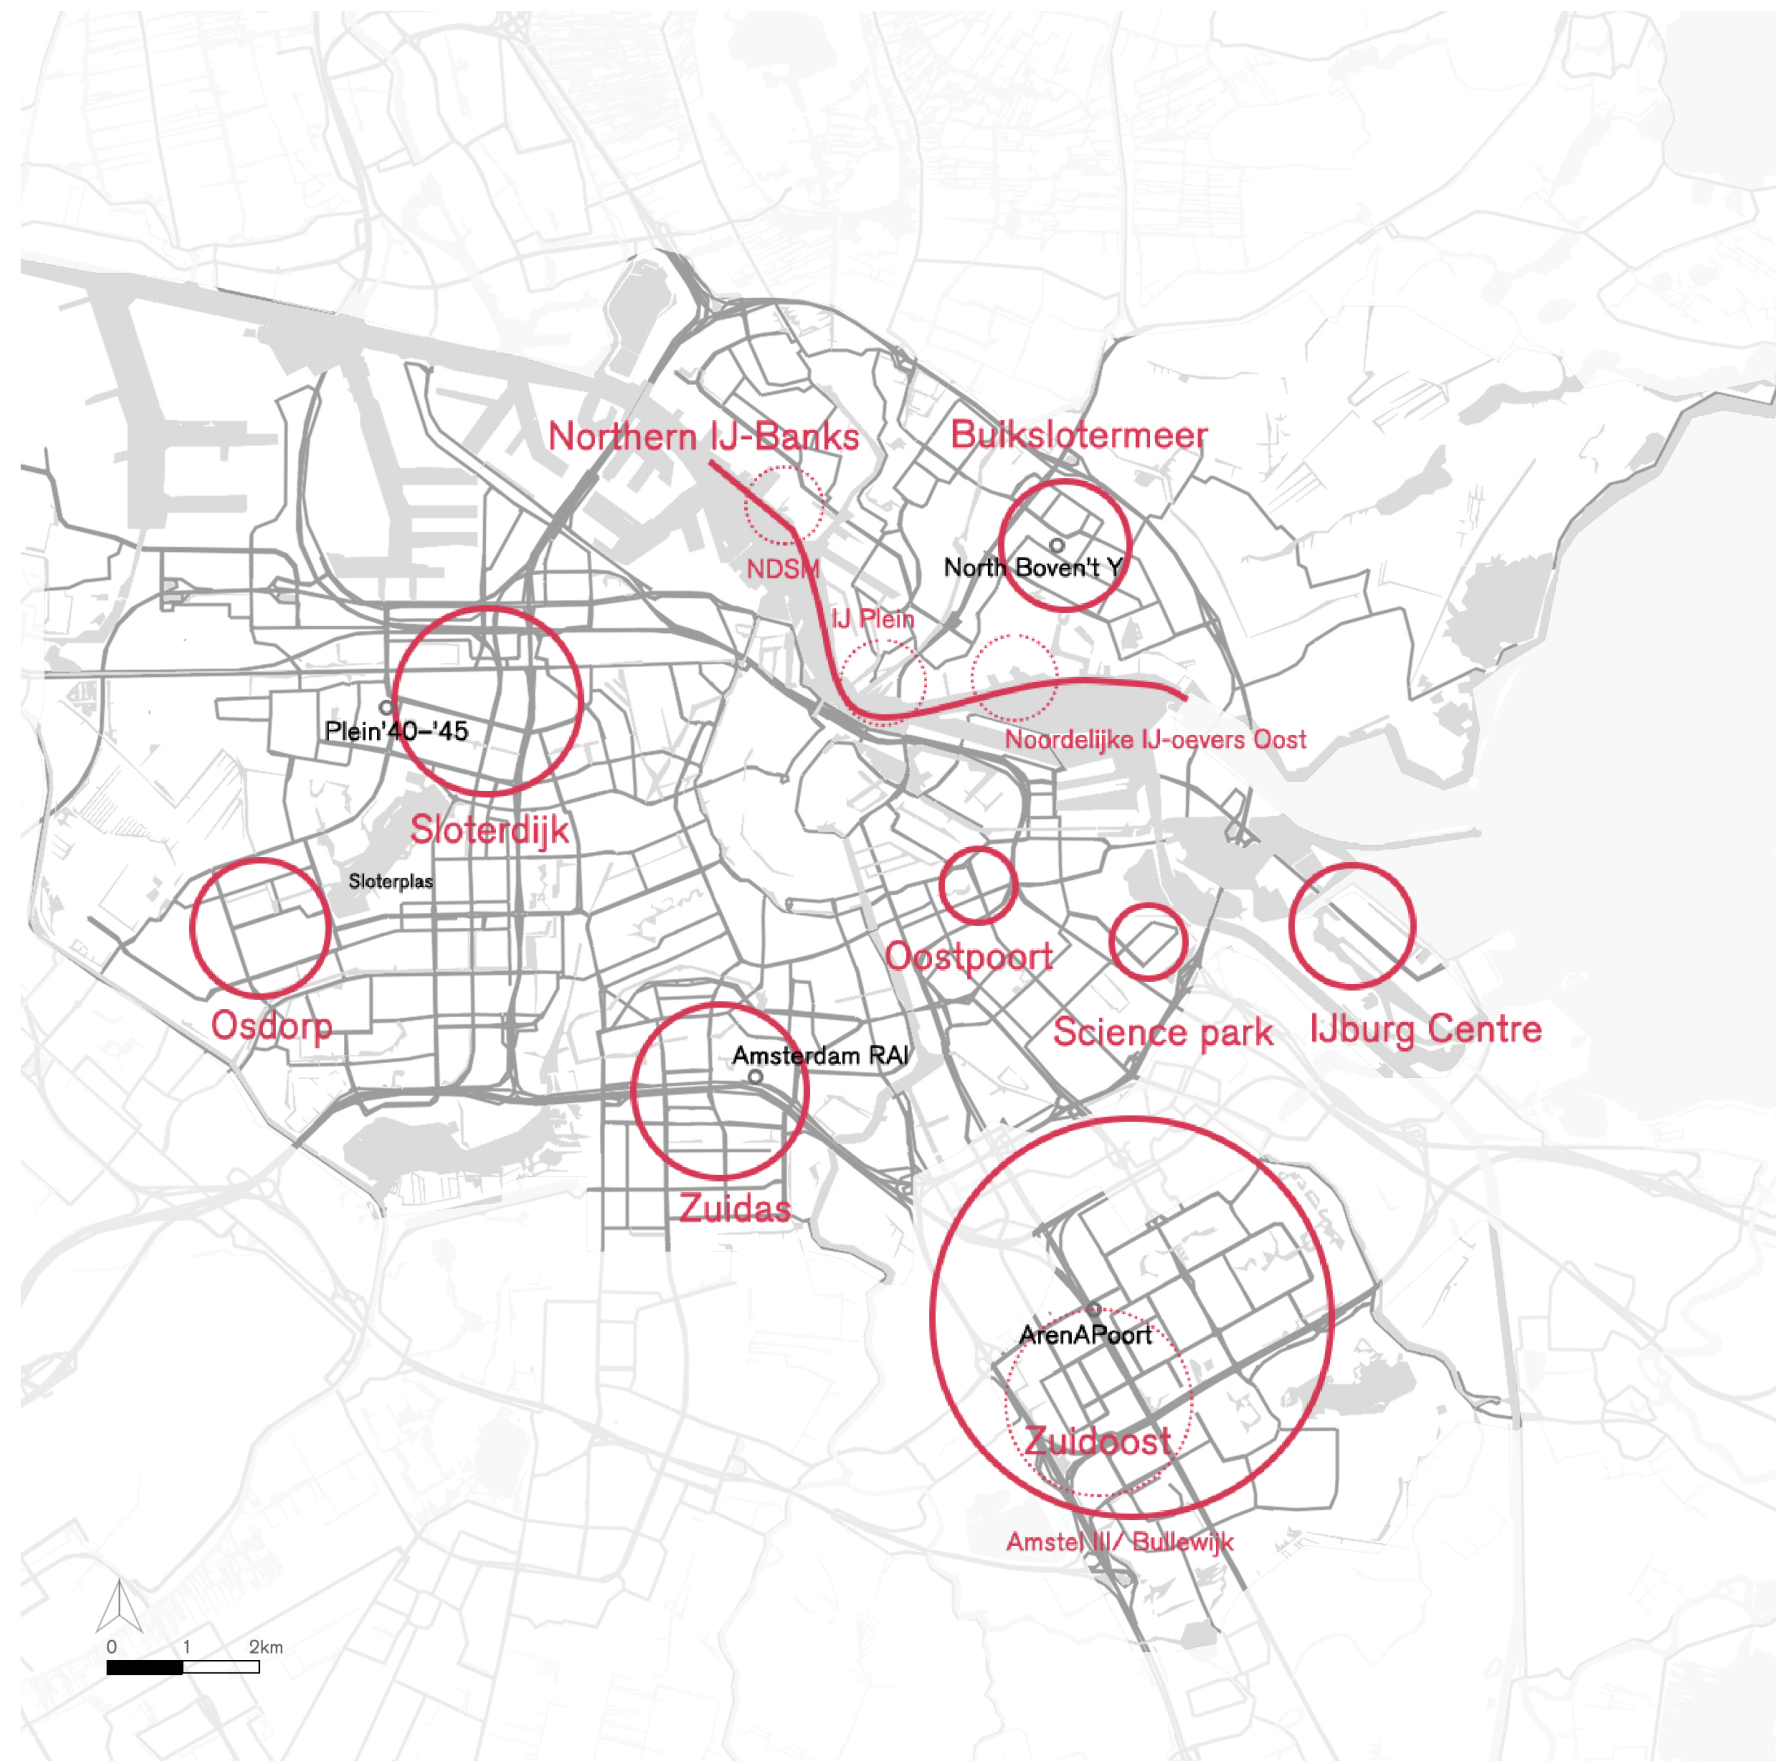 Northern IJ-Banks
Buikslotermeer
NDSM
North Boven't Y
IJ Plein
Plein'40-'45
Noordelijke IJ-oevers Oost
Sloterdijk
Sloterplas
Oostpoort
Osdorp
Science park
IJburg Centre
Amsterdam RAI
Zuidas
ArenAPoort
Zuidoost
Amstel III/ Bullewijk
0 1 2km